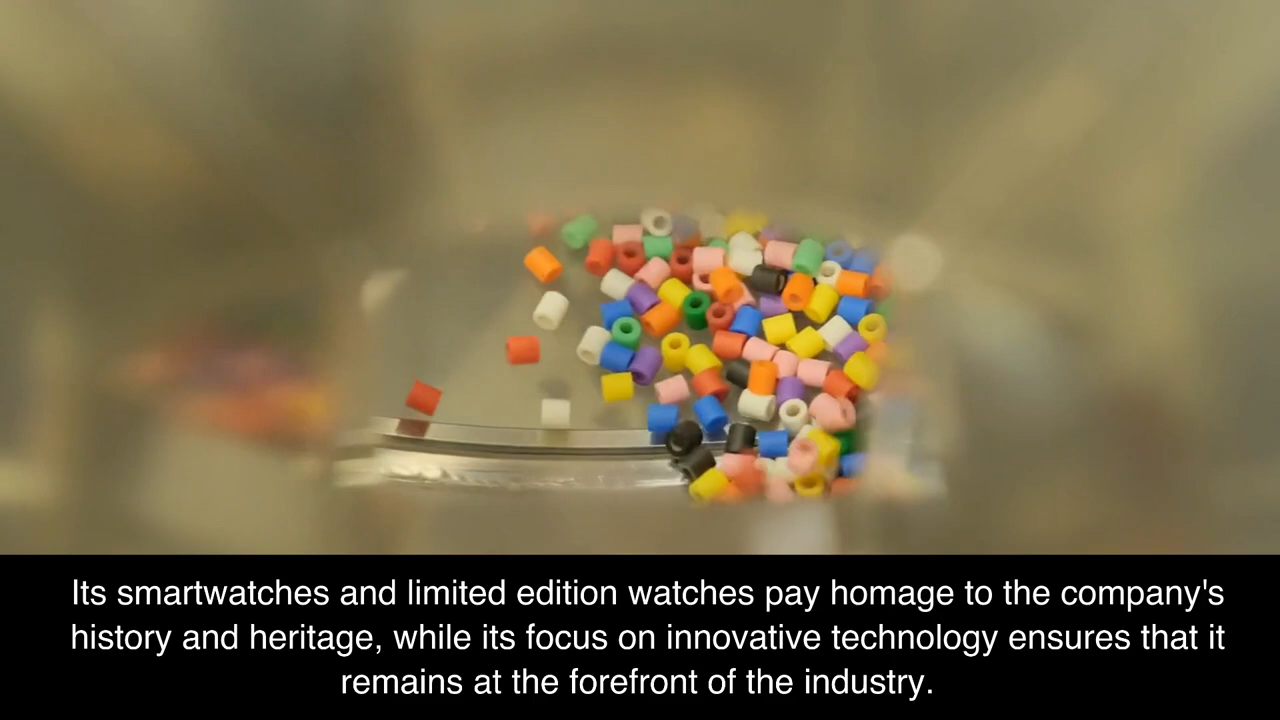 Its smartwatches and limited edition watches pay homage to the company's
history and heritage, while its focus on innovative technology ensures that it
remains at the forefront of the industry.